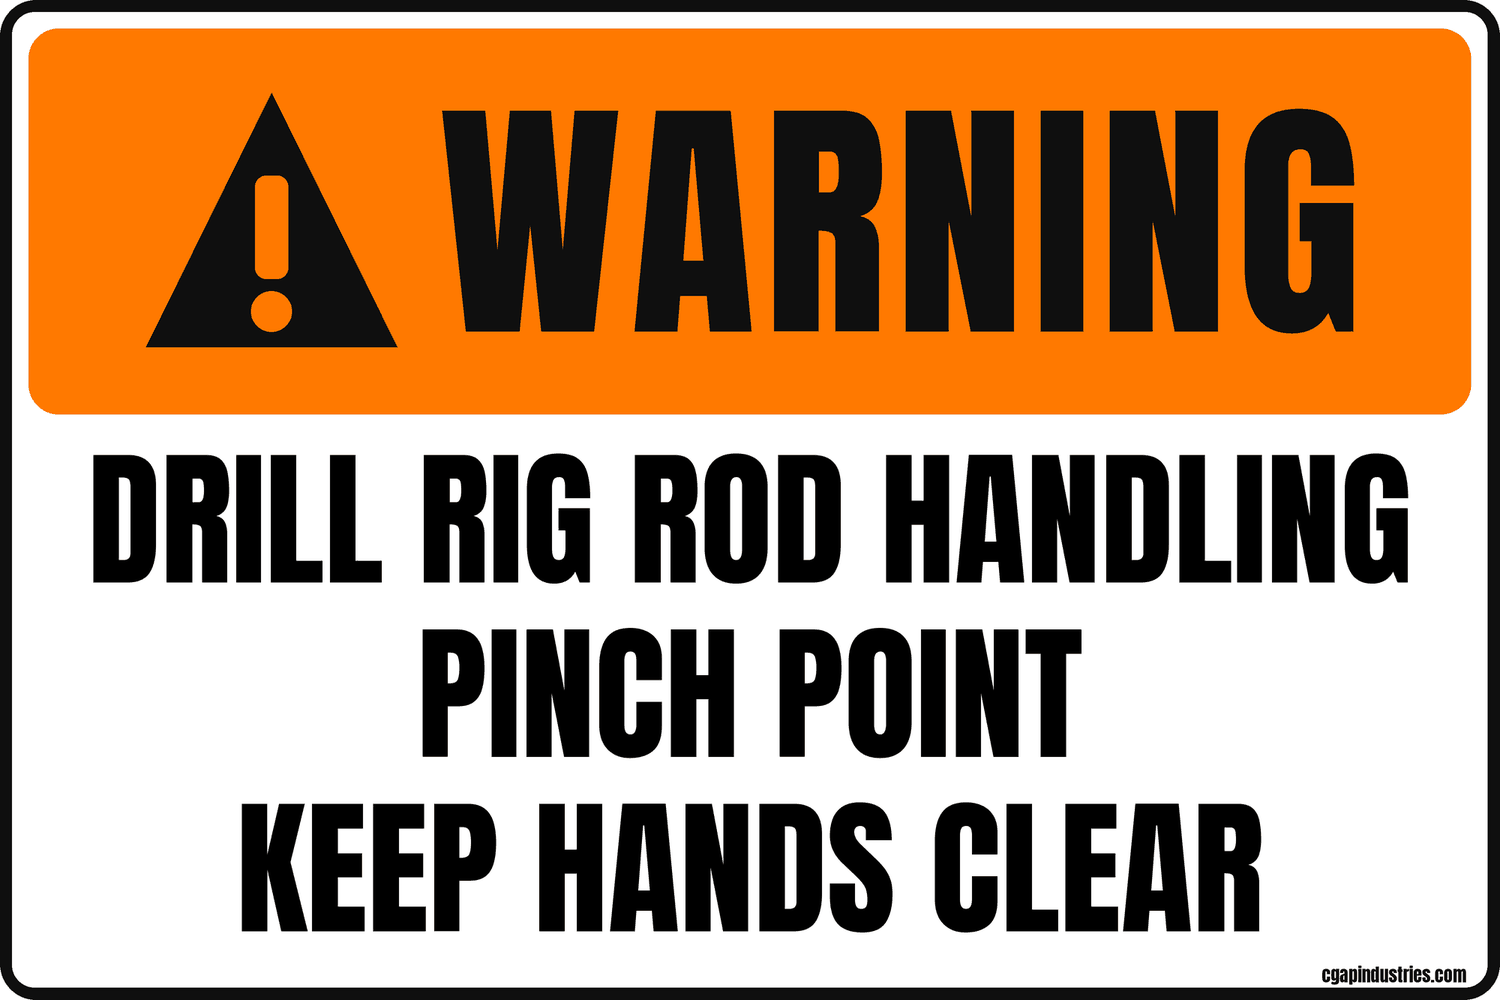 WARNING
DRILL RIG ROD HANDLING
PINCH POINT
KEEP HANDS CLEAR
cgapindustries.com